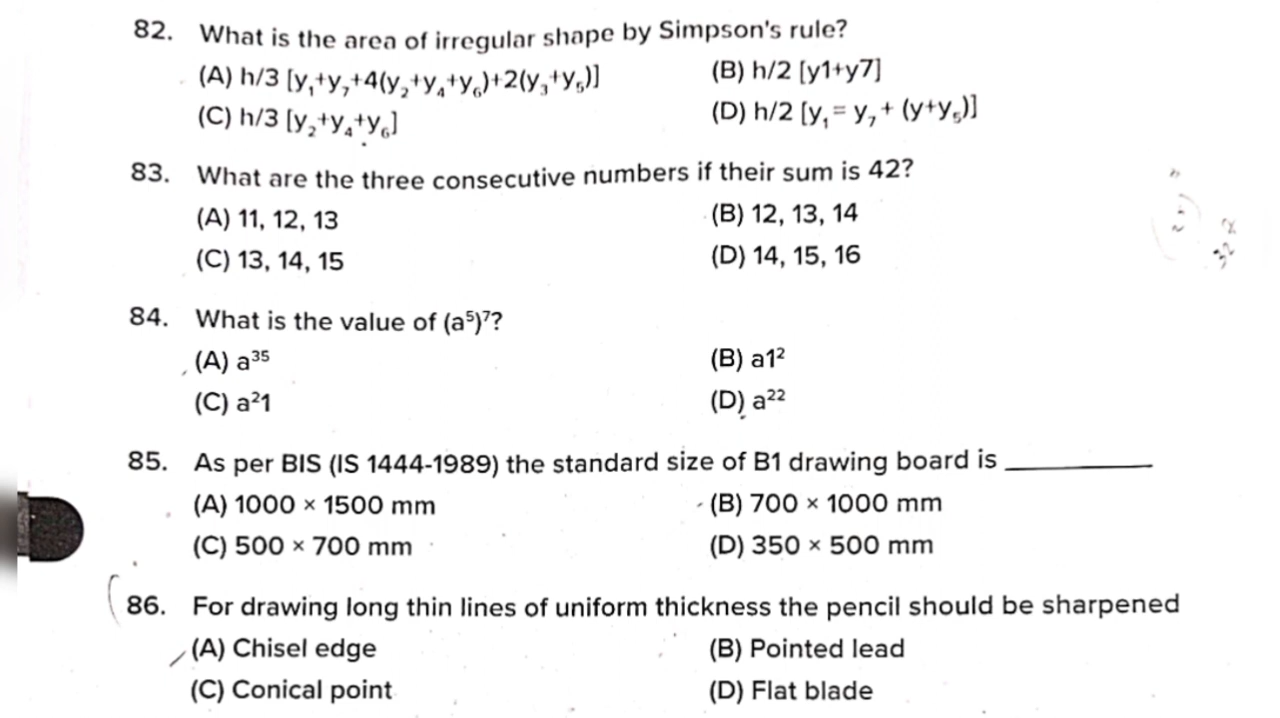 82. What is the area of irregular shape by Simpson's rule?
(A) h/3 [y₁+y₇+4(y₂+y₄+y₆)+2(y₃+y₅)] (B) h/2 [y1+y7]
(C) h/3 [y₂+y₄+y₆] (D) h/2 [y₁= y₇+ (y+y₅)]
83. What are the three consecutive numbers if their sum is 42?
(A) 11, 12, 13 (B) 12, 13, 14
(C) 13, 14, 15 (D) 14, 15, 16
84. What is the value of (a⁵)⁷?
(A) a³⁵ (B) a1²
(C) a²1 (D) a²²
85. As per BIS (IS 1444-1989) the standard size of B1 drawing board is ________
(A) 1000 × 1500 mm (B) 700 × 1000 mm
(C) 500 × 700 mm (D) 350 × 500 mm
86. For drawing long thin lines of uniform thickness the pencil should be sharpened
(A) Chisel edge (B) Pointed lead
(C) Conical point (D) Flat blade